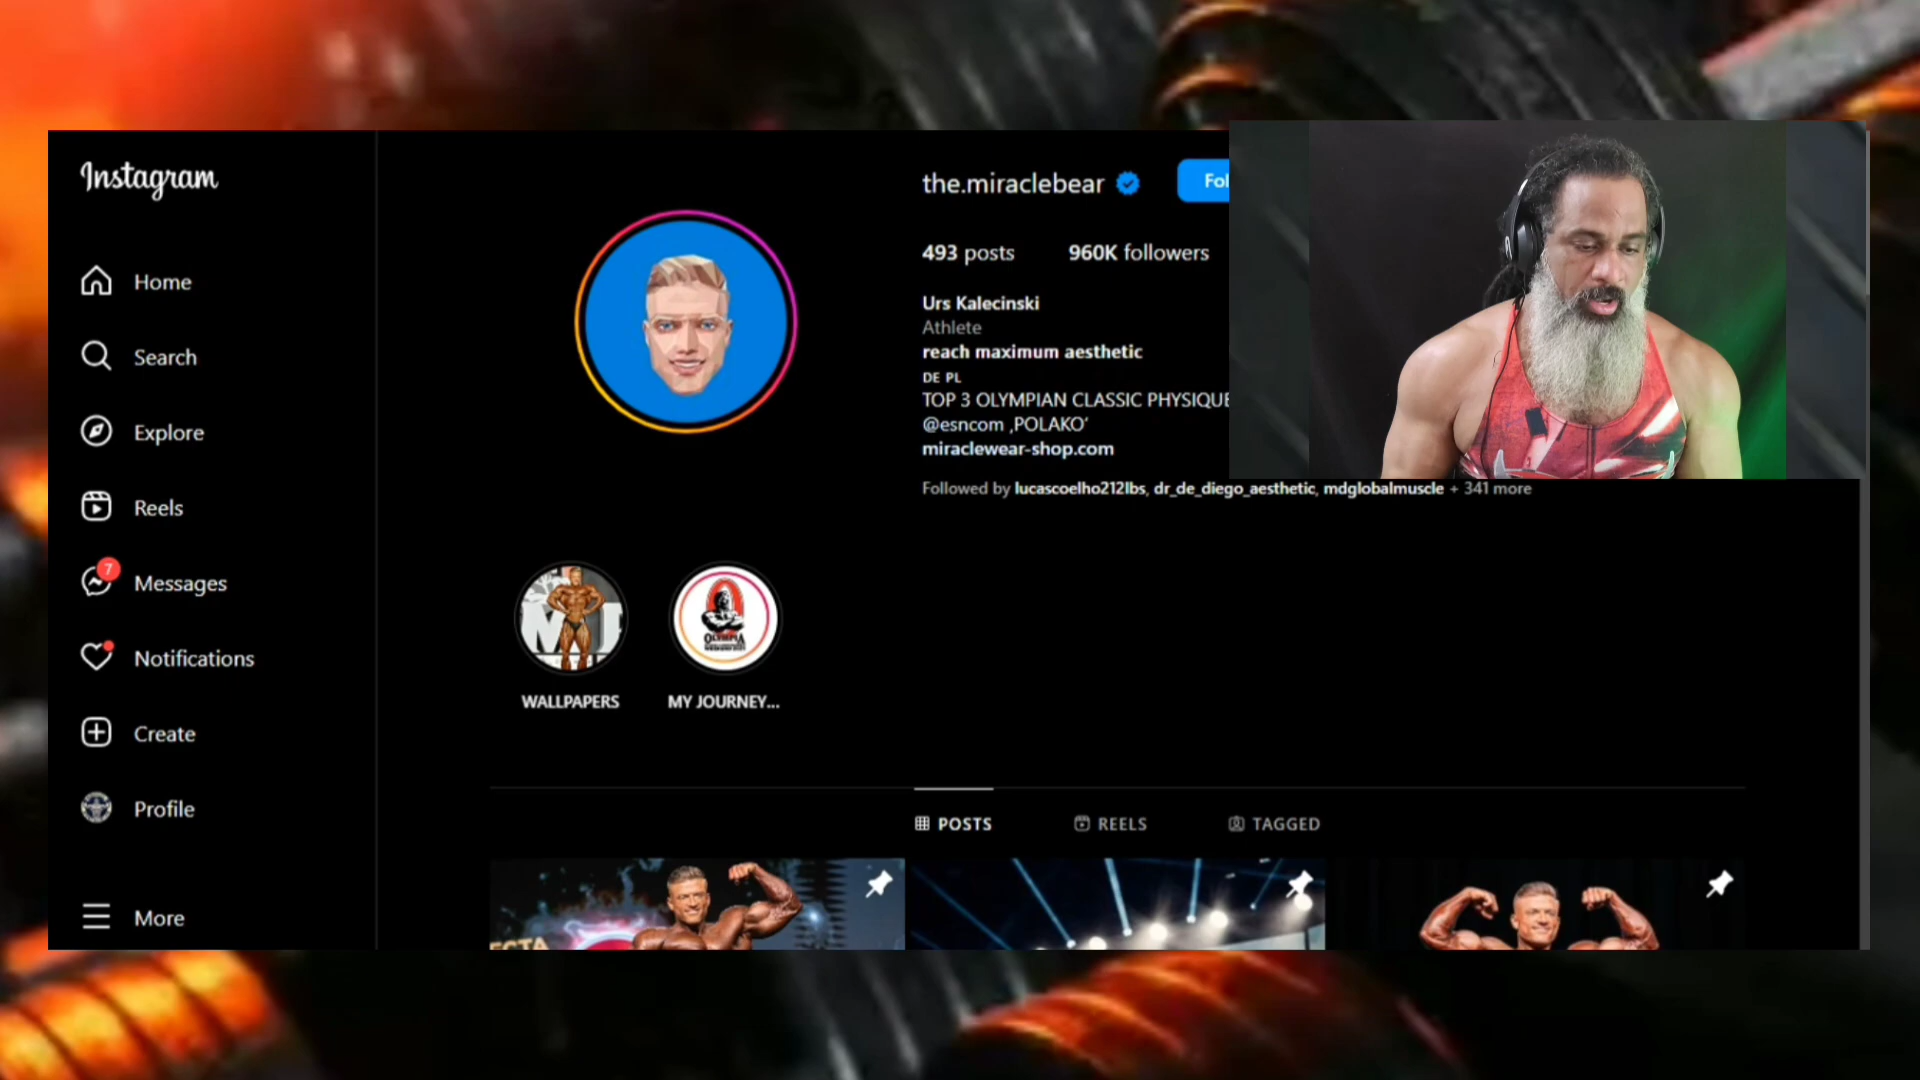 Instagram
Home
Search
Explore
Reels
7
Messages
Notifications
Create
Profile
More
the.miraclebear
Fol
493 posts 960K followers
Urs Kalecinski
Athlete
reach maximum aesthetic
DE PL
TOP 3 OLYMPIAN CLASSIC PHYSIQUE
@esncom ,POLAKO‘
miraclewear-shop.com
Followed by lucascoelho212lbs, dr_de_diego_aesthetic, mdglobalmuscle + 341 more
OLYMPIA
WALLPAPERS MY JOURNEY...
POSTS REELS TAGGED
ECTA